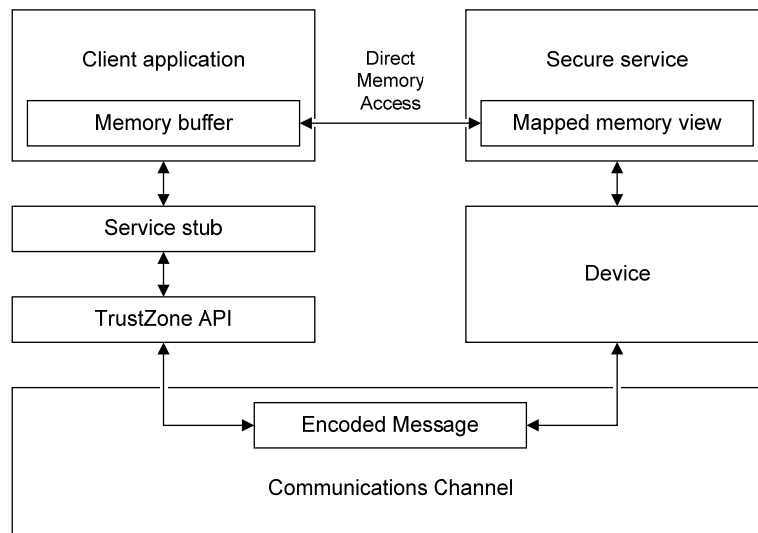 Client application
Memory buffer
Direct
Memory
Access
Secure service
Mapped memory view
Service stub
TrustZone API
Device
Encoded Message
Communications Channel